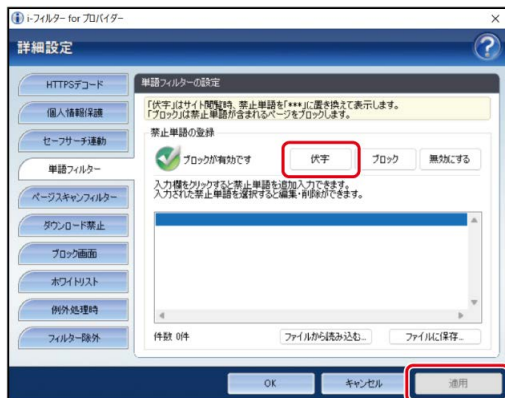 i-フィルター for プロバイダー
詳細設定
?
HTTPSデコード
個人情報保護
セーフサーチ連動
単語フィルター
ページスキャンフィルター
ダウンロード禁止
ブロック画面
ホワイトリスト
例外処理時
フィルター除外
単語フィルターの設定
「伏字」はサイト閲覧時、禁止単語を「***」に置き換えて表示します。
「ブロック」は禁止単語が含まれるページをブロックします。
禁止単語の登録
ブロックが有効です
伏字
ブロック
無効にする
入力欄をクリックすると禁止単語を追加入力できます。
入力された禁止単語を選択すると編集・削除ができます。
件数 0件
ファイルから読み込む...
ファイルに保存...
OK
キャンセル
適用